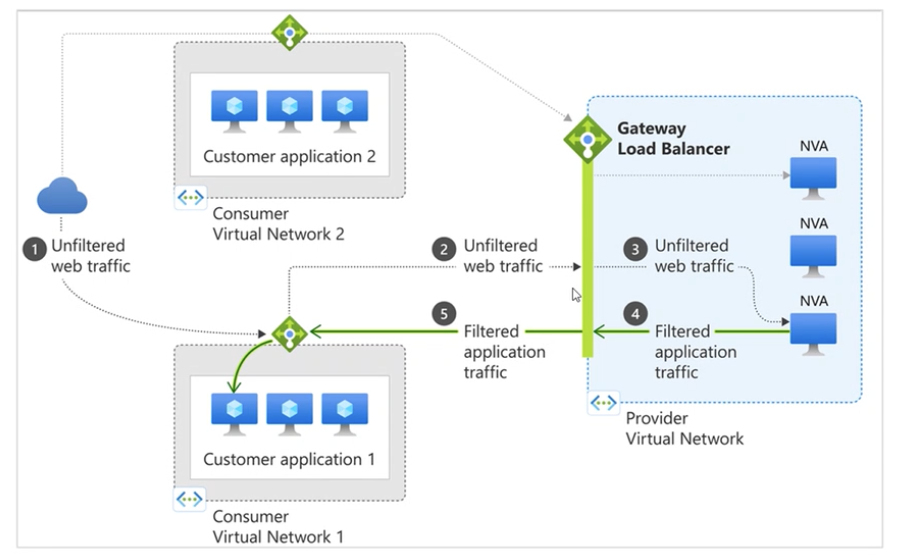 Customer application 2
Consumer
Virtual Network 2
Gateway
Load Balancer
NVA
NVA
NVA
1
Unfiltered
web traffic
2
Unfiltered
web traffic
3
Unfiltered
web traffic
5
Filtered
application
traffic
4
Filtered
application
traffic
Provider
Virtual Network
Customer application 1
Consumer
Virtual Network 1